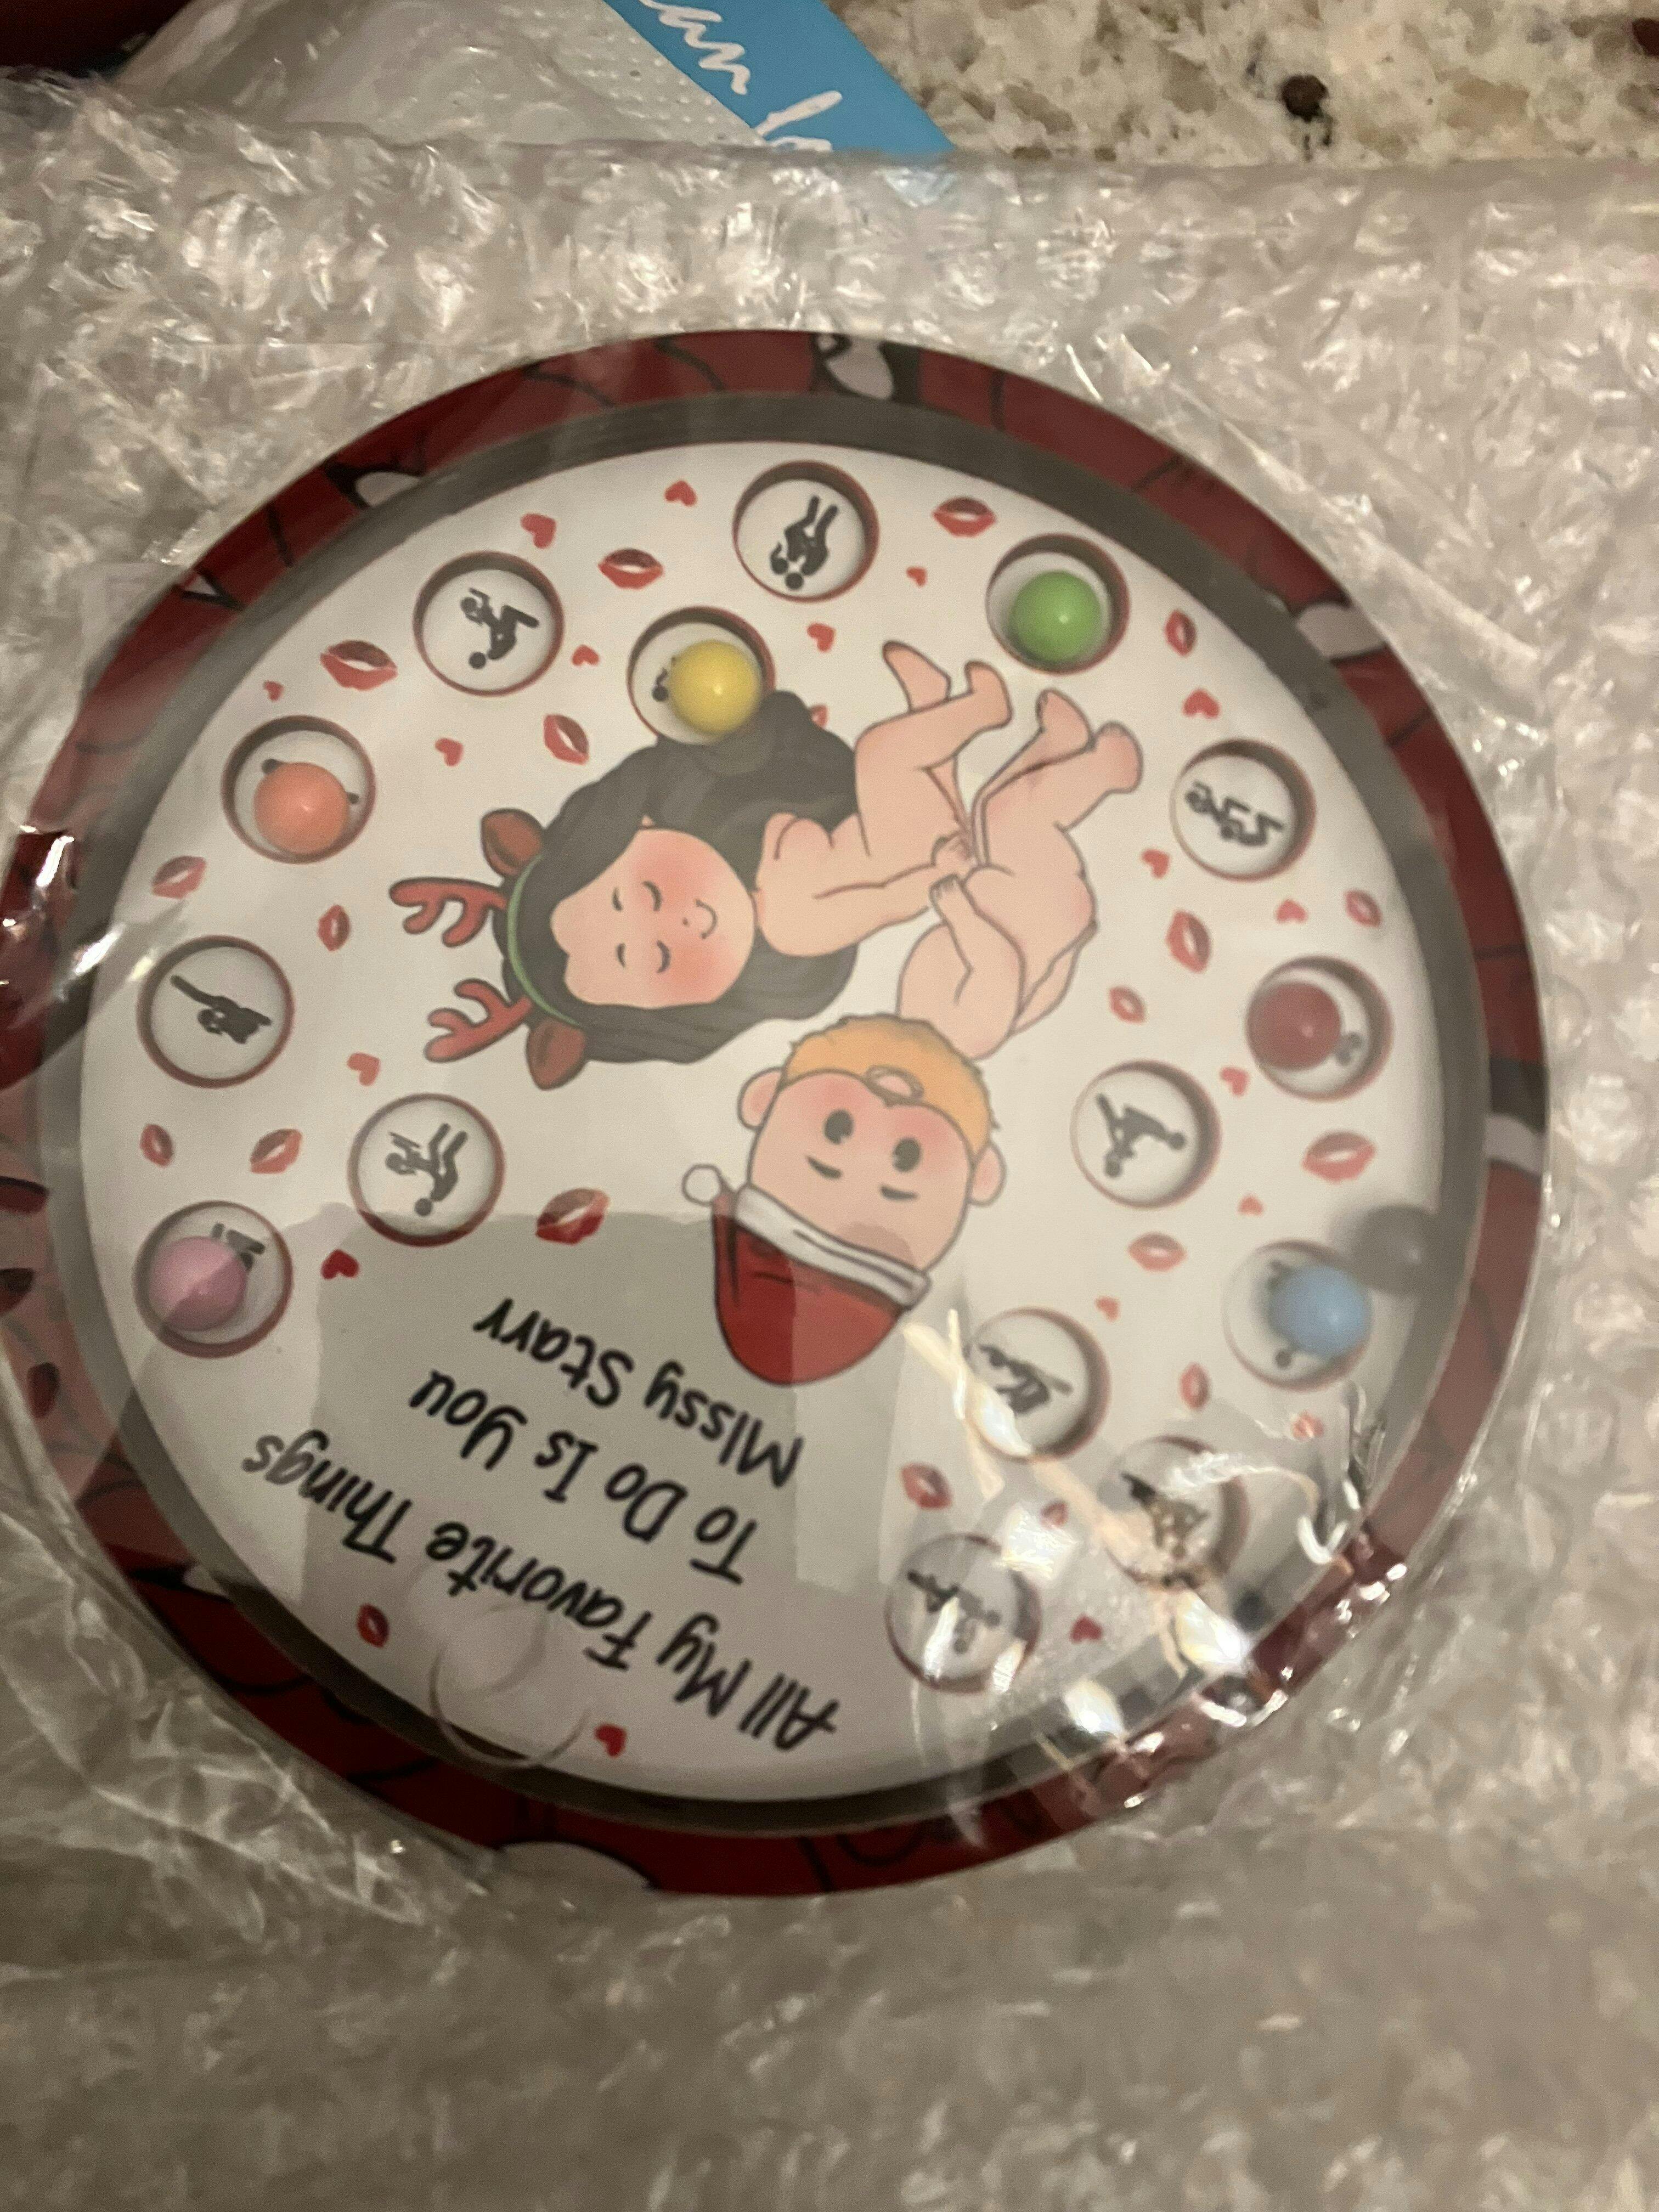 All My Favorite Things
To Do Is You
MIssy Starr